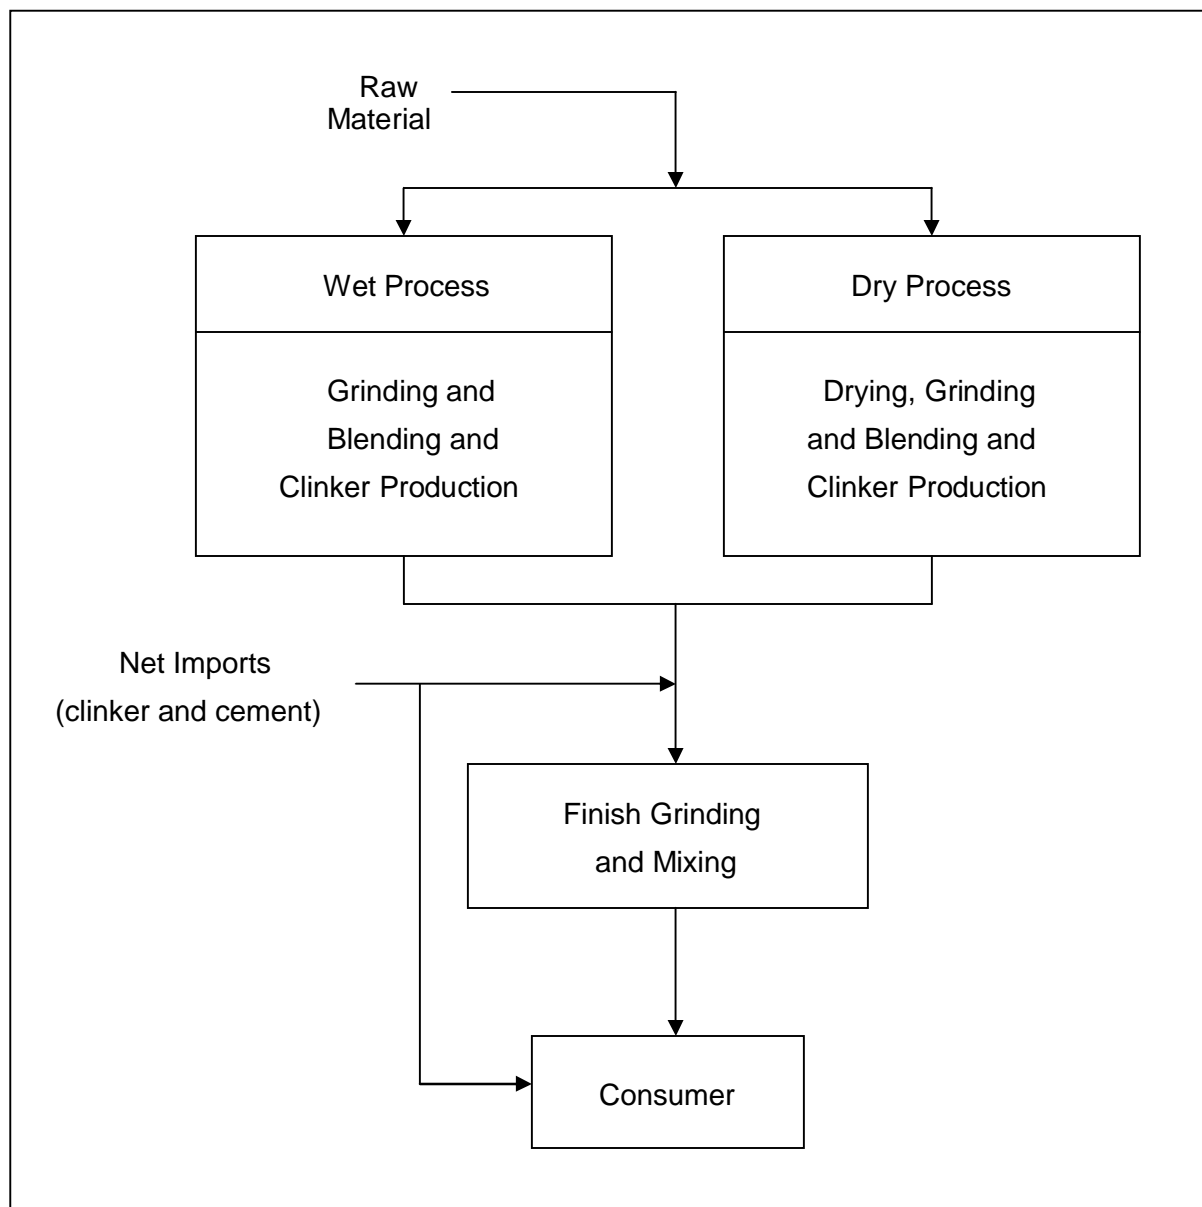 Raw
Material
Wet Process
Dry Process
Grinding and
Blending and
Clinker Production
Drying, Grinding
and Blending and
Clinker Production
Net Imports
(clinker and cement)
Finish Grinding
and Mixing
Consumer